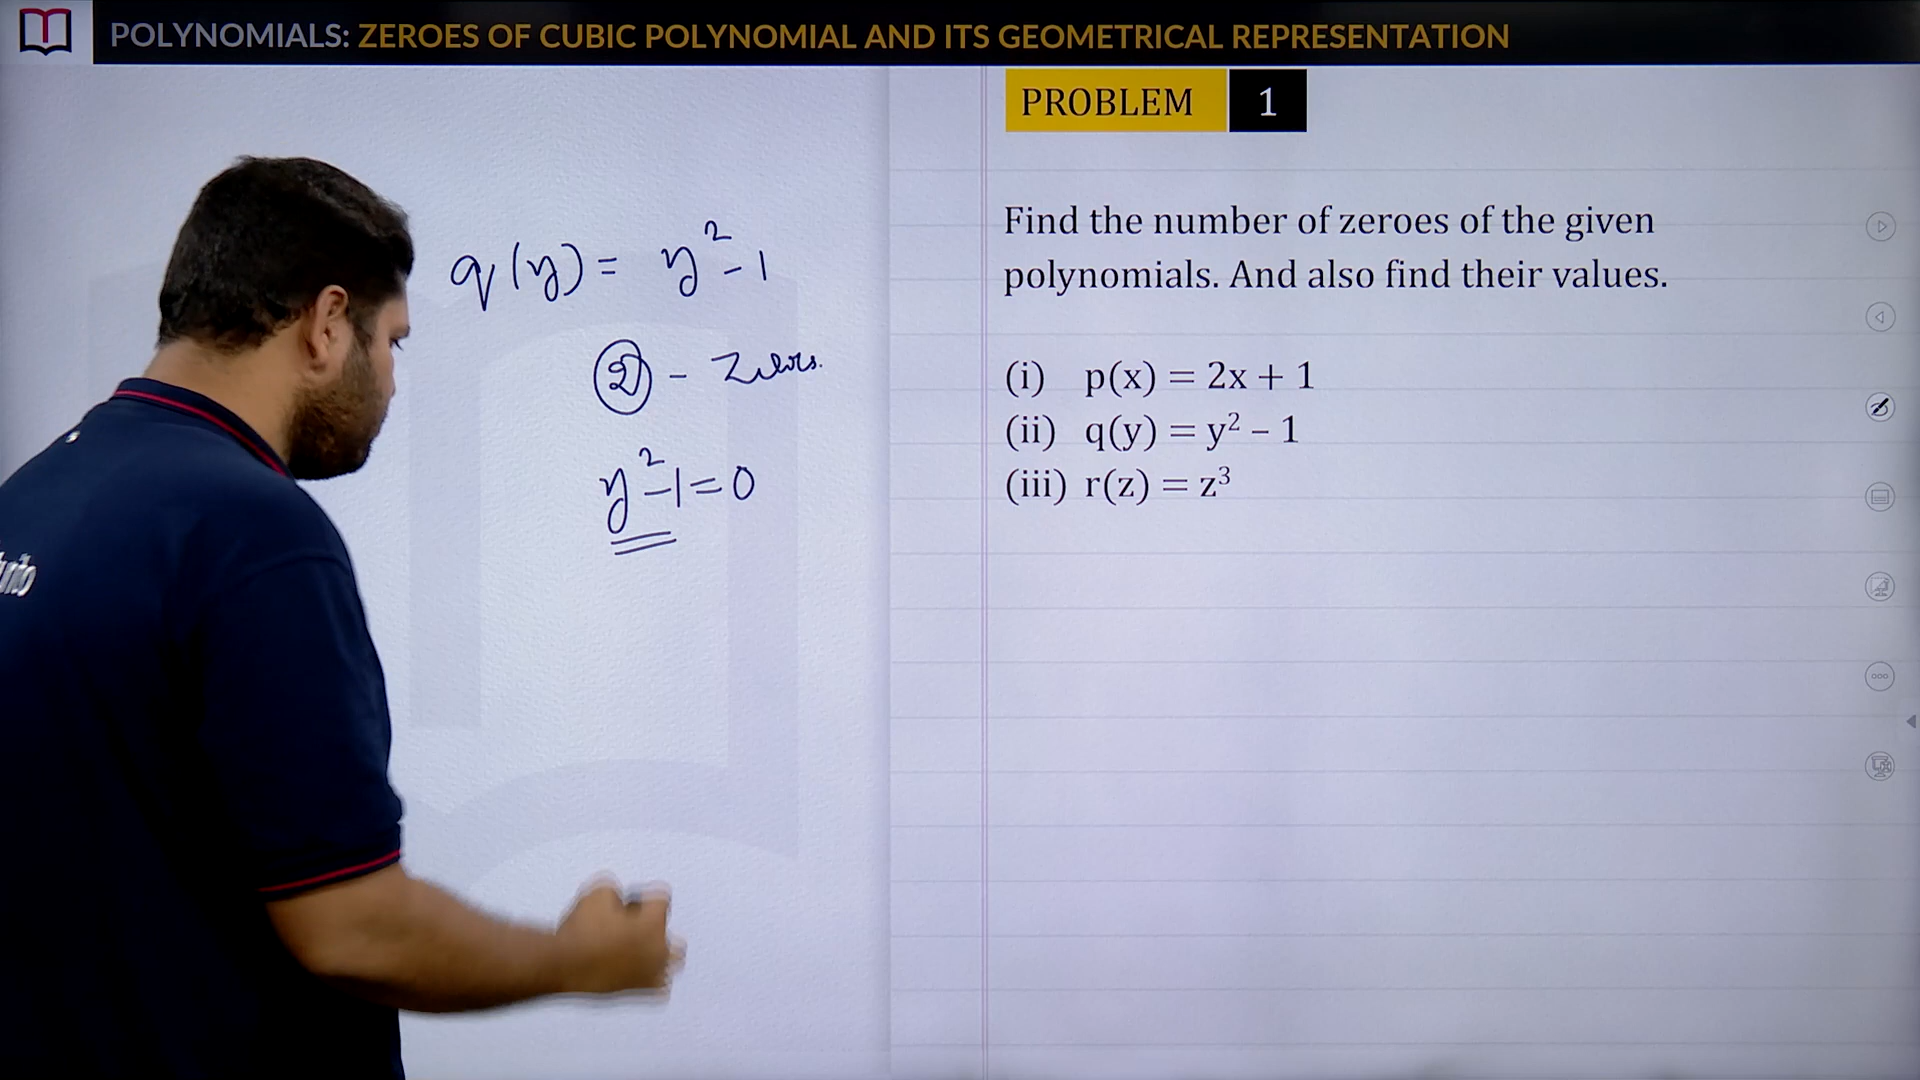 POLYNOMIALS: ZEROES OF CUBIC POLYNOMIAL AND ITS GEOMETRICAL REPRESENTATION
q(y) = y² - 1
② - Zeros.
y² - 1 = 0
PROBLEM 1
Find the number of zeroes of the given
polynomials. And also find their values.
(i) p(x) = 2x + 1
(ii) q(y) = y² – 1
(iii) r(z) = z³